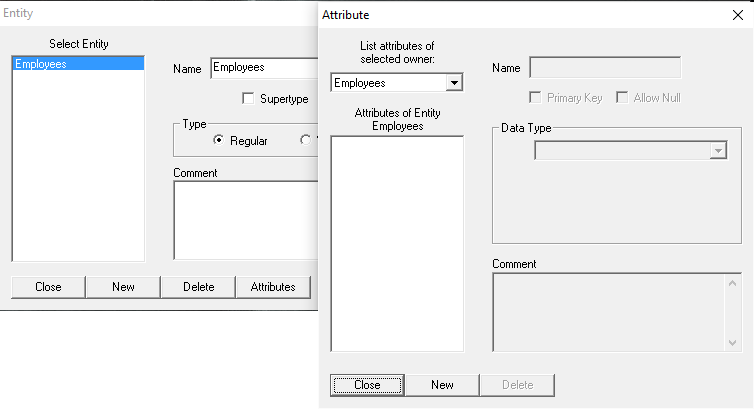 Entity
Select Entity
Employees
Name
Employees
Supertype
Type
Regular
Comment
Close
New
Delete
Attributes
Attribute
List attributes of
selected owner:
Employees
Attributes of Entity
Employees
Name
Primary Key
Allow Null
Data Type
Comment
Close
New
Delete